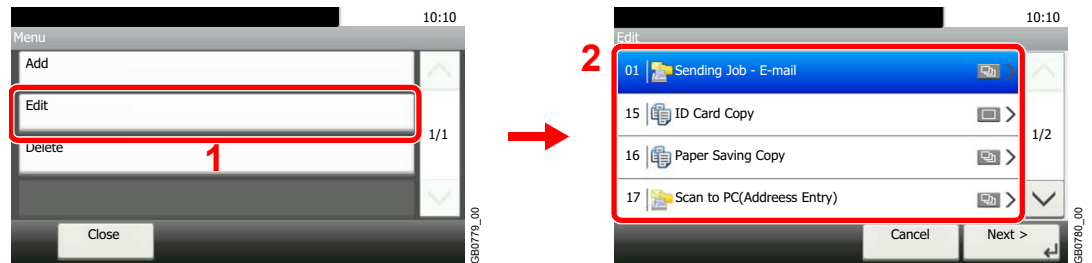 10:10
Menu
Add
Edit
1/1
Delete
1
Close
GB0779_00
10:10
Edit
2
01 Sending Job - E-mail
15 ID Card Copy
1/2
16 Paper Saving Copy
17 Scan to PC(Addreess Entry)
Cancel
Next >
GB0780_00